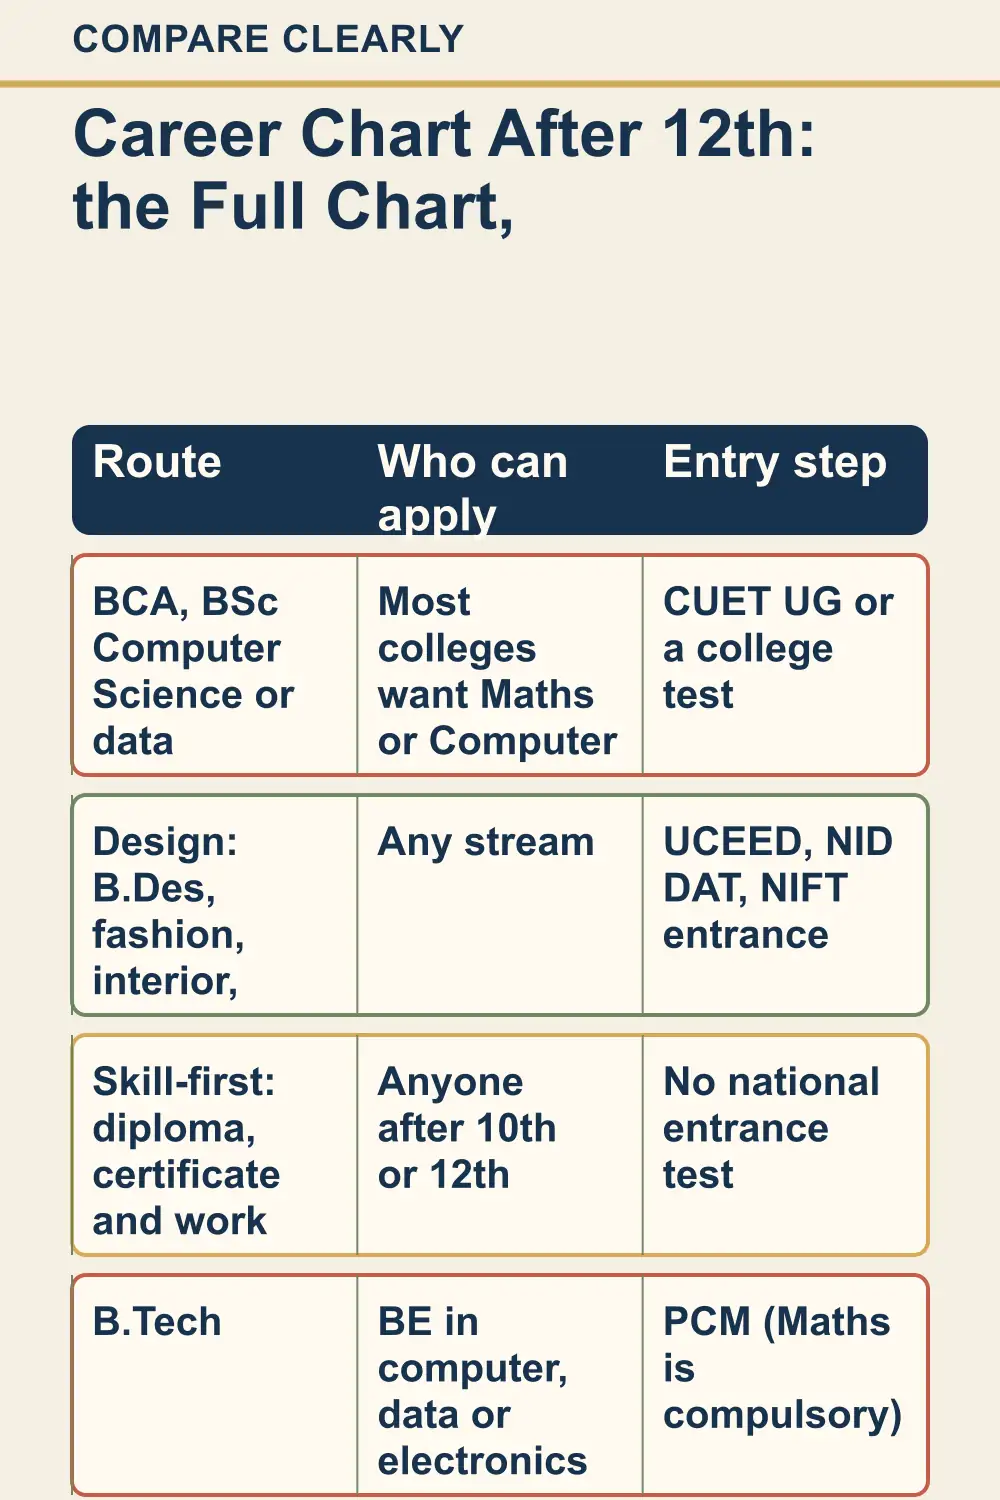 COMPARE CLEARLY
Career Chart After 12th:
the Full Chart,
Route
Who can
apply
Entry step
BCA, BSc
Computer
Science or
data
Most
colleges
want Maths
or Computer
CUET UG or
a college
test
Design:
B.Des,
fashion,
interior,
Any stream
UCEED, NID
DAT, NIFT
entrance
Skill-first:
diploma,
certificate
and work
Anyone
after 10th
or 12th
No national
entrance
test
B.Tech
BE in
computer,
data or
electronics
PCM (Maths
is
compulsory)